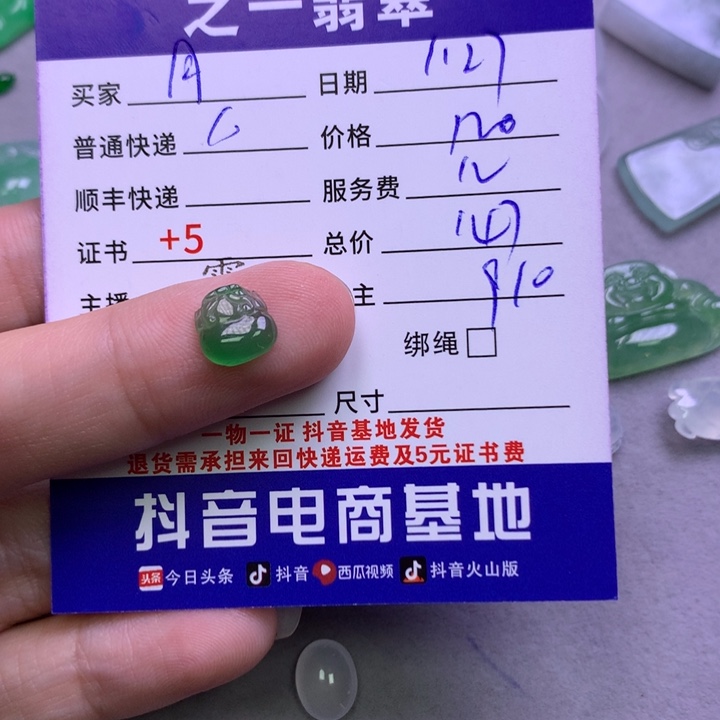 之一翡翠
买家 A 日期 1127
普通快递 6 价格 120
顺丰快递 服务费 12
证书 +5 总价
主播 主 910
绑绳
尺寸
一物一证 抖音基地发货
退货需承担来回快递运费及5元证书费
抖音电商基地
头条 今日头条 抖音 西瓜视频 抖音火山版